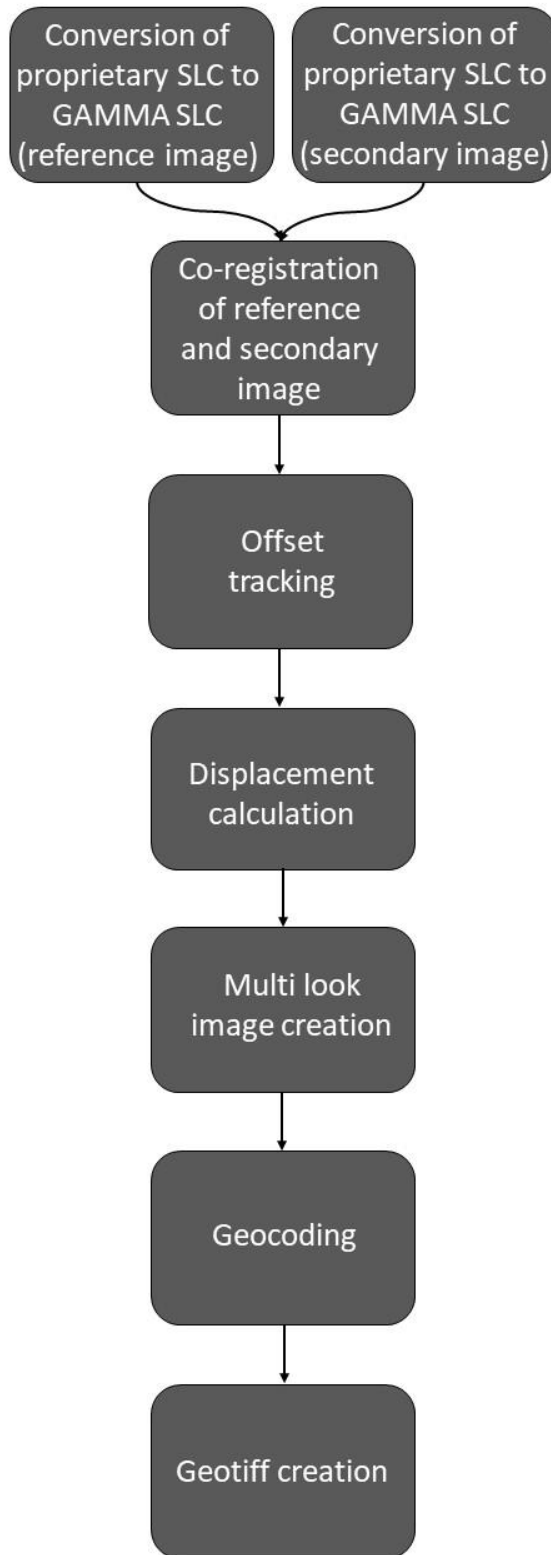 Conversion of
proprietary SLC to
GAMMA SLC
(reference image)
Conversion of
proprietary SLC to
GAMMA SLC
(secondary image)
Co-registration
of reference
and secondary
image
Offset
tracking
Displacement
calculation
Multi look
image creation
Geocoding
Geotiff creation